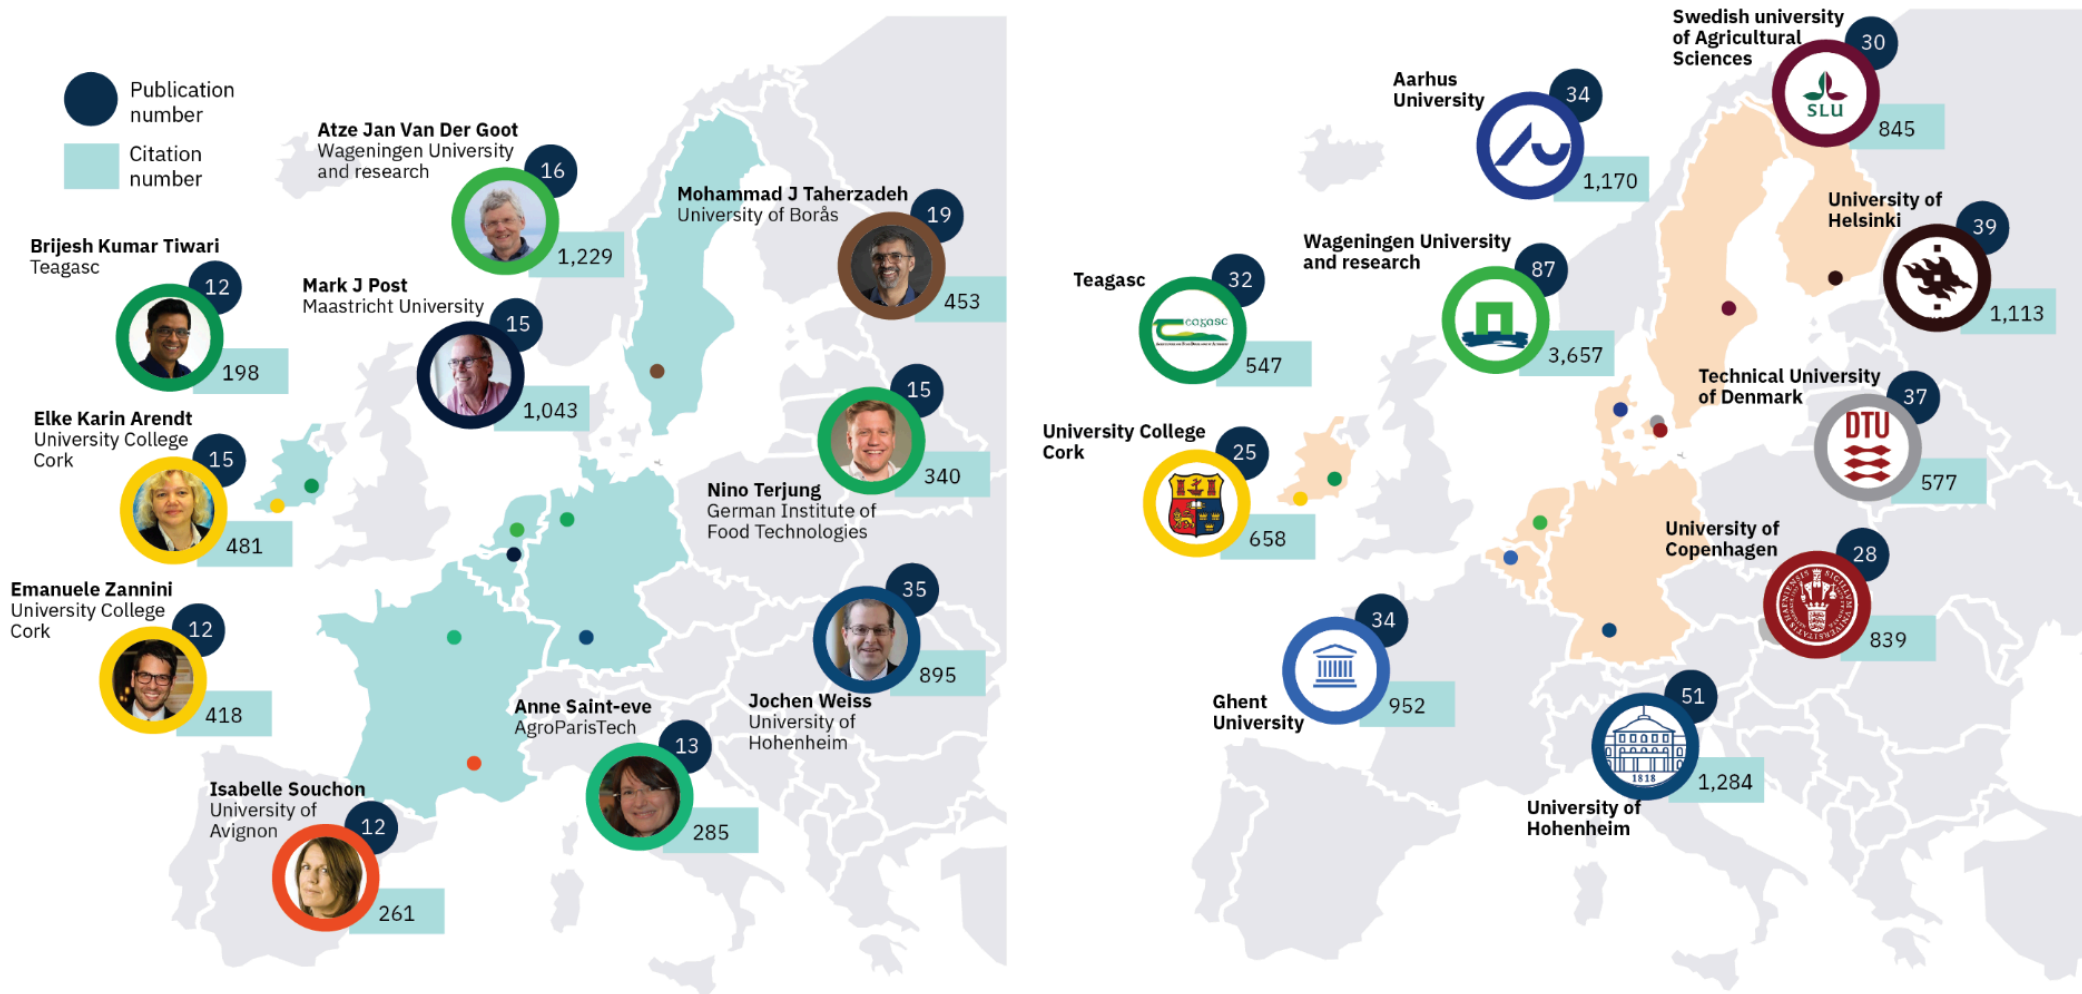 Publication
number
Citation
number
Atze Jan Van Der Goot
Wageningen University
and research
16
1,229
Mohammad J Taherzadeh
University of Borås
19
453
Brijesh Kumar Tiwari
Teagasc
12
198
Mark J Post
Maastricht University
15
1,043
Elke Karin Arendt
University College
Cork
15
481
15
340
Nino Terjung
German Institute of
Food Technologies
Emanuele Zannini
University College
Cork
12
418
35
895
Jochen Weiss
University of
Hohenheim
Anne Saint-eve
AgroParisTech
13
285
Isabelle Souchon
University of
Avignon
12
261
Swedish university
of Agricultural
Sciences
30
SLU
845
Aarhus
University
34
1,170
University of
Helsinki
39
1,113
Wageningen University
and research
87
3,657
Teagasc
32
teagasc
547
Technical University
of Denmark
37
DTU
577
University College
Cork
25
658
University of
Copenhagen
28
839
34
Ghent
University
952
51
1818
1,284
University of
Hohenheim